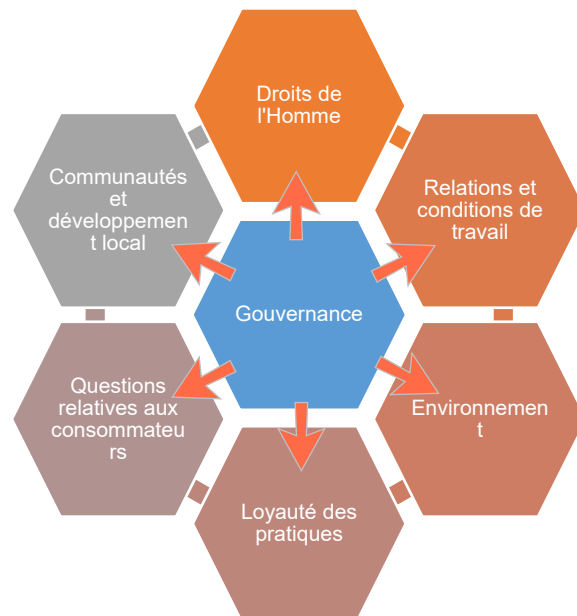 Droits de
l'Homme
Communautés
et
développemen
t local
Relations et
conditions de
travail
Gouvernance
Questions
relatives aux
consommateu
rs
Environnemen
t
Loyauté des
pratiques